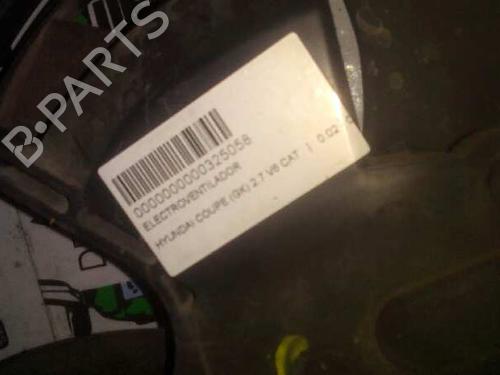 B-PARTS
0000000000325058
ELECTROVENTILADOR
HYUNDAI COUPE (GK) 2.7 V6 CAT | 0.02